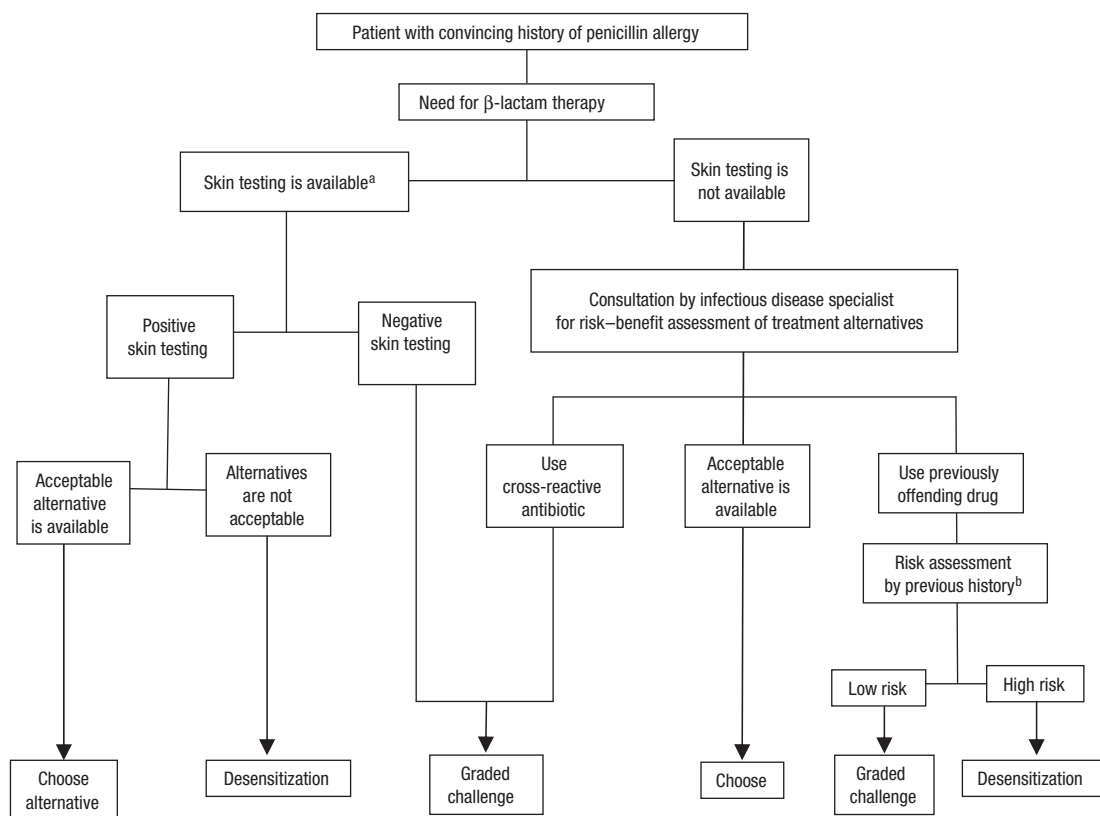 Patient with convincing history of penicillin allergy
Need for β-lactam therapy
Skin testing is availableᵃ
Skin testing is
not available
Consultation by infectious disease specialist
for risk–benefit assessment of treatment alternatives
Positive
skin testing
Negative
skin testing
Acceptable
alternative
is available
Alternatives
are not
acceptable
Use
cross-reactive
antibiotic
Acceptable
alternative is
available
Use previously
offending drug
Risk assessment
by previous historyᵇ
Low risk
High risk
Choose
alternative
Desensitization
Graded
challenge
Choose
Graded
challenge
Desensitization